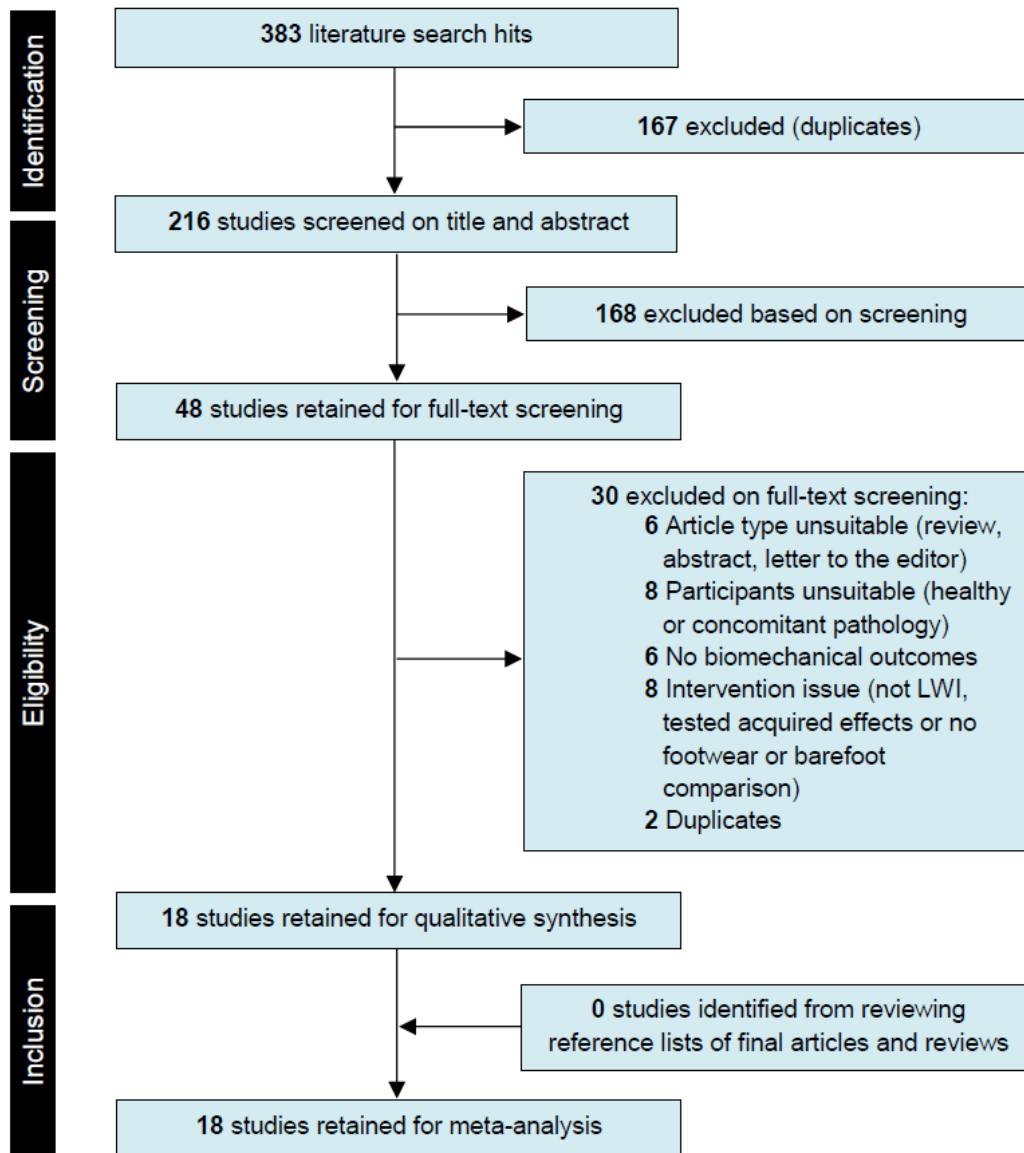 Identification
383 literature search hits
167 excluded (duplicates)
216 studies screened on title and abstract
Screening
168 excluded based on screening
48 studies retained for full-text screening
Eligibility
30 excluded on full-text screening:
6 Article type unsuitable (review,
abstract, letter to the editor)
8 Participants unsuitable (healthy
or concomitant pathology)
6 No biomechanical outcomes
8 Intervention issue (not LWI,
tested acquired effects or no
footwear or barefoot
comparison)
2 Duplicates
18 studies retained for qualitative synthesis
Inclusion
0 studies identified from reviewing
reference lists of final articles and reviews
18 studies retained for meta-analysis